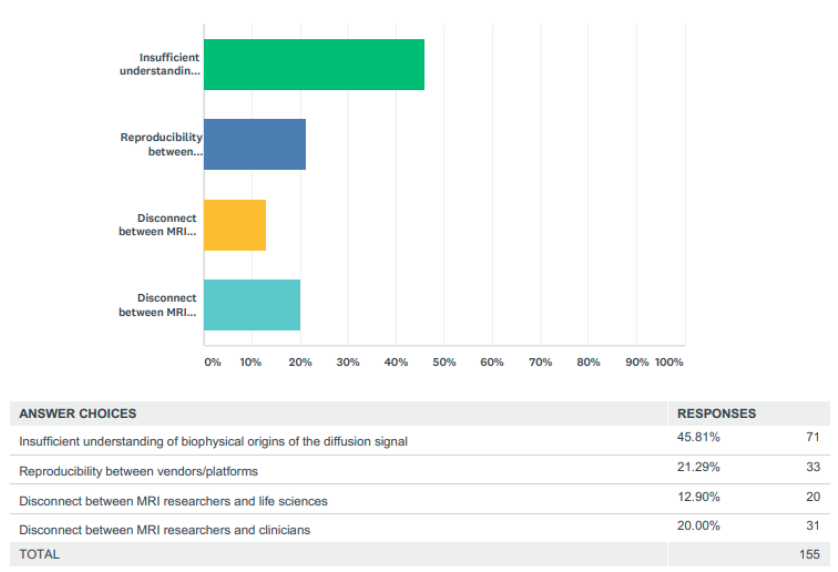 Insufficient
understandin...
Reproducibility
between...
Disconnect
between MRI...
Disconnect
between MRI...
0% 10% 20% 30% 40% 50% 60% 70% 80% 90% 100%
ANSWER CHOICES RESPONSES
Insufficient understanding of biophysical origins of the diffusion signal 45.81% 71
Reproducibility between vendors/platforms 21.29% 33
Disconnect between MRI researchers and life sciences 12.90% 20
Disconnect between MRI researchers and clinicians 20.00% 31
TOTAL 155